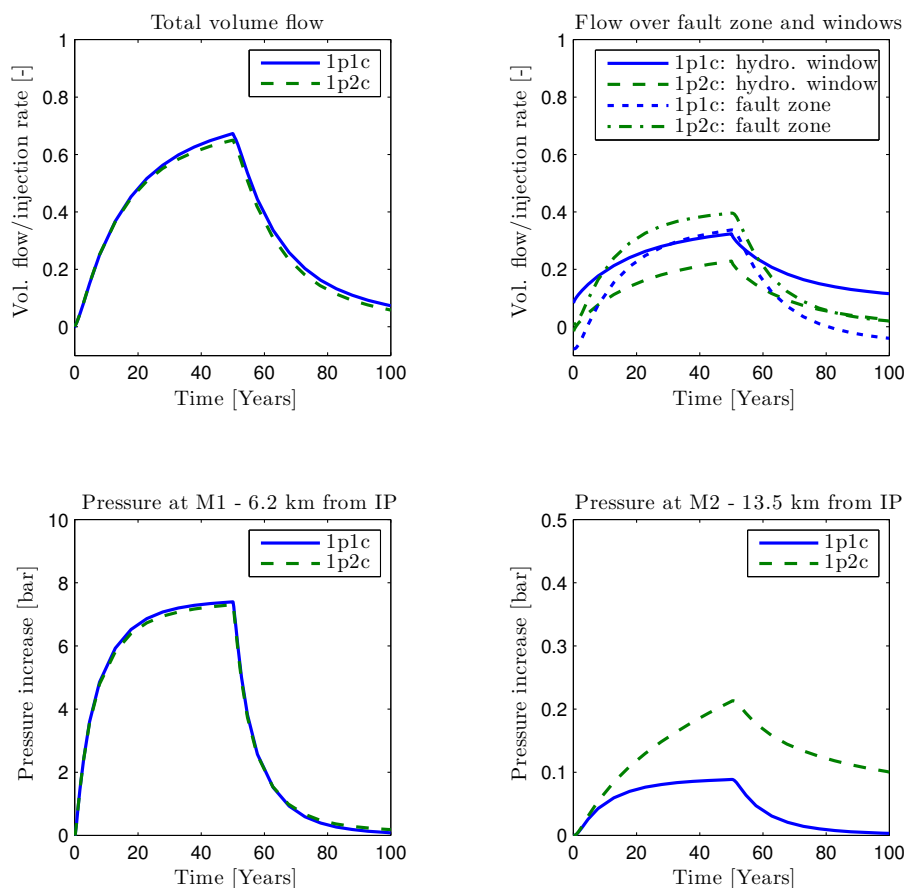 Total volume flow
1
0.8
0.6
0.4
0.2
0
Vol. flow/injection rate [-]
1p1c
1p2c
0 20 40 60 80 100
Time [Years]
Flow over fault zone and windows
1
0.8
0.6
0.4
0.2
0
Vol. flow/injection rate [-]
1p1c: hydro. window
1p2c: hydro. window
1p1c: fault zone
1p2c: fault zone
0 20 40 60 80 100
Time [Years]
Pressure at M1 - 6.2 km from IP
10
8
6
4
2
0
Pressure increase [bar]
1p1c
1p2c
0 20 40 60 80 100
Time [Years]
Pressure at M2 - 13.5 km from IP
0.5
0.4
0.3
0.2
0.1
0
Pressure increase [bar]
1p1c
1p2c
0 20 40 60 80 100
Time [Years]